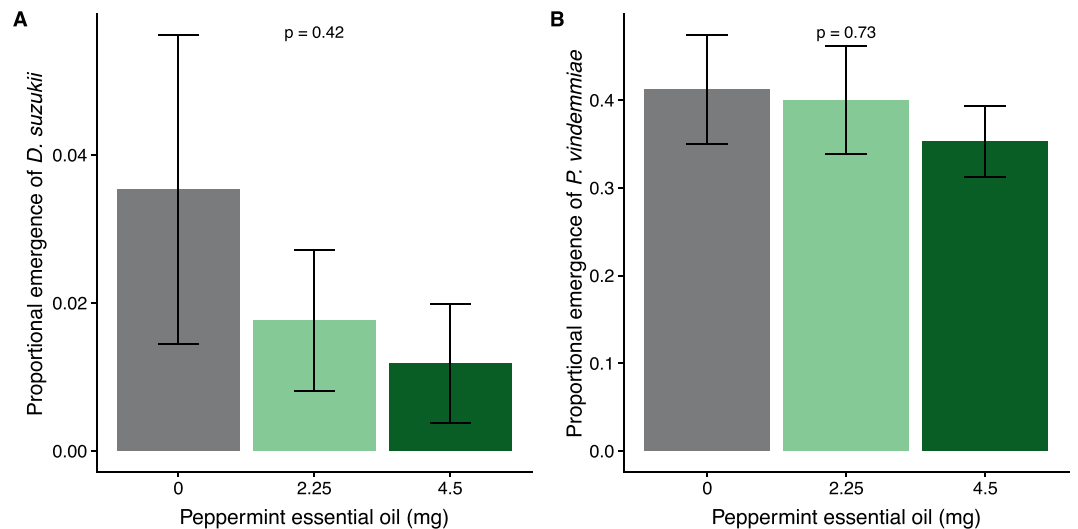 A
p = 0.42
Proportional emergence of D. suzukii
0.04
0.02
0.00
0
2.25
4.5
Peppermint essential oil (mg)
B
p = 0.73
Proportional emergence of P. vindemmiae
0.4
0.3
0.2
0.1
0.0
0
2.25
4.5
Peppermint essential oil (mg)